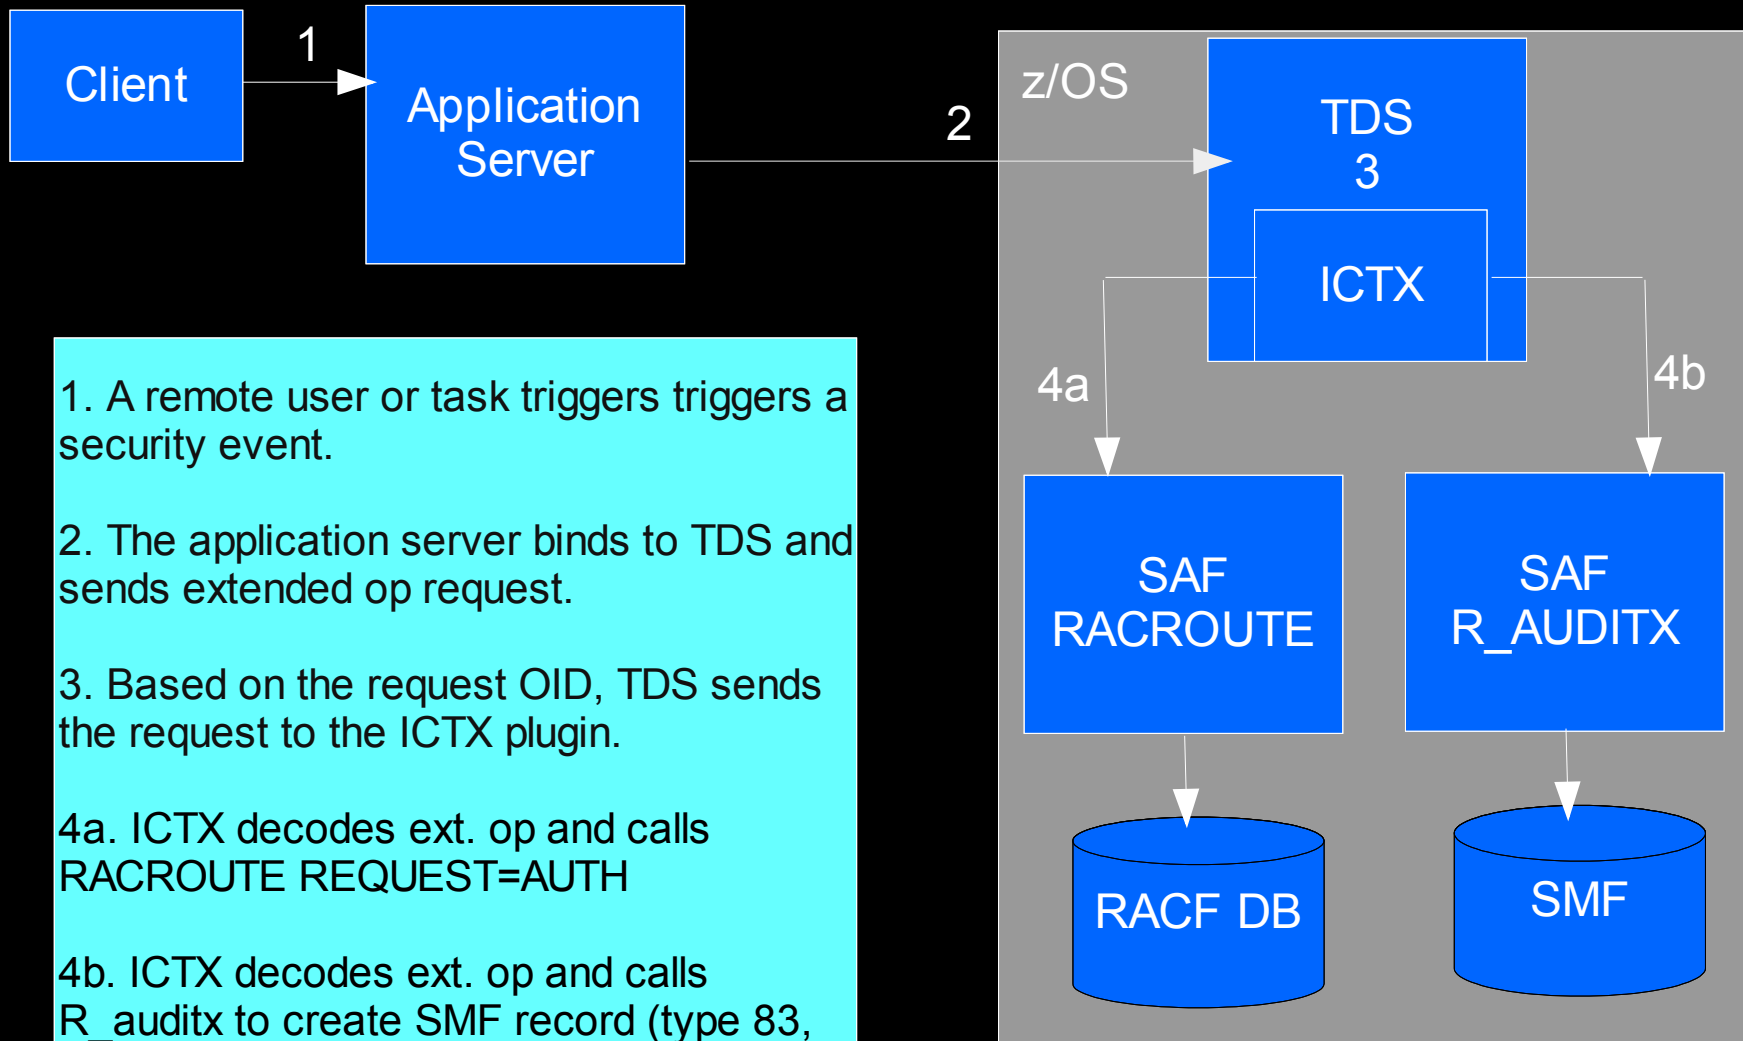 Client
1
Application
Server
2
z/OS
TDS
3
ICTX
4a
4b
SAF
RACROUTE
SAF
R_AUDITX
RACF DB
SMF
1. A remote user or task triggers triggers a
security event.
2. The application server binds to TDS and
sends extended op request.
3. Based on the request OID, TDS sends
the request to the ICTX plugin.
4a. ICTX decodes ext. op and calls
RACROUTE REQUEST=AUTH
4b. ICTX decodes ext. op and calls
R_auditx to create SMF record (type 83,